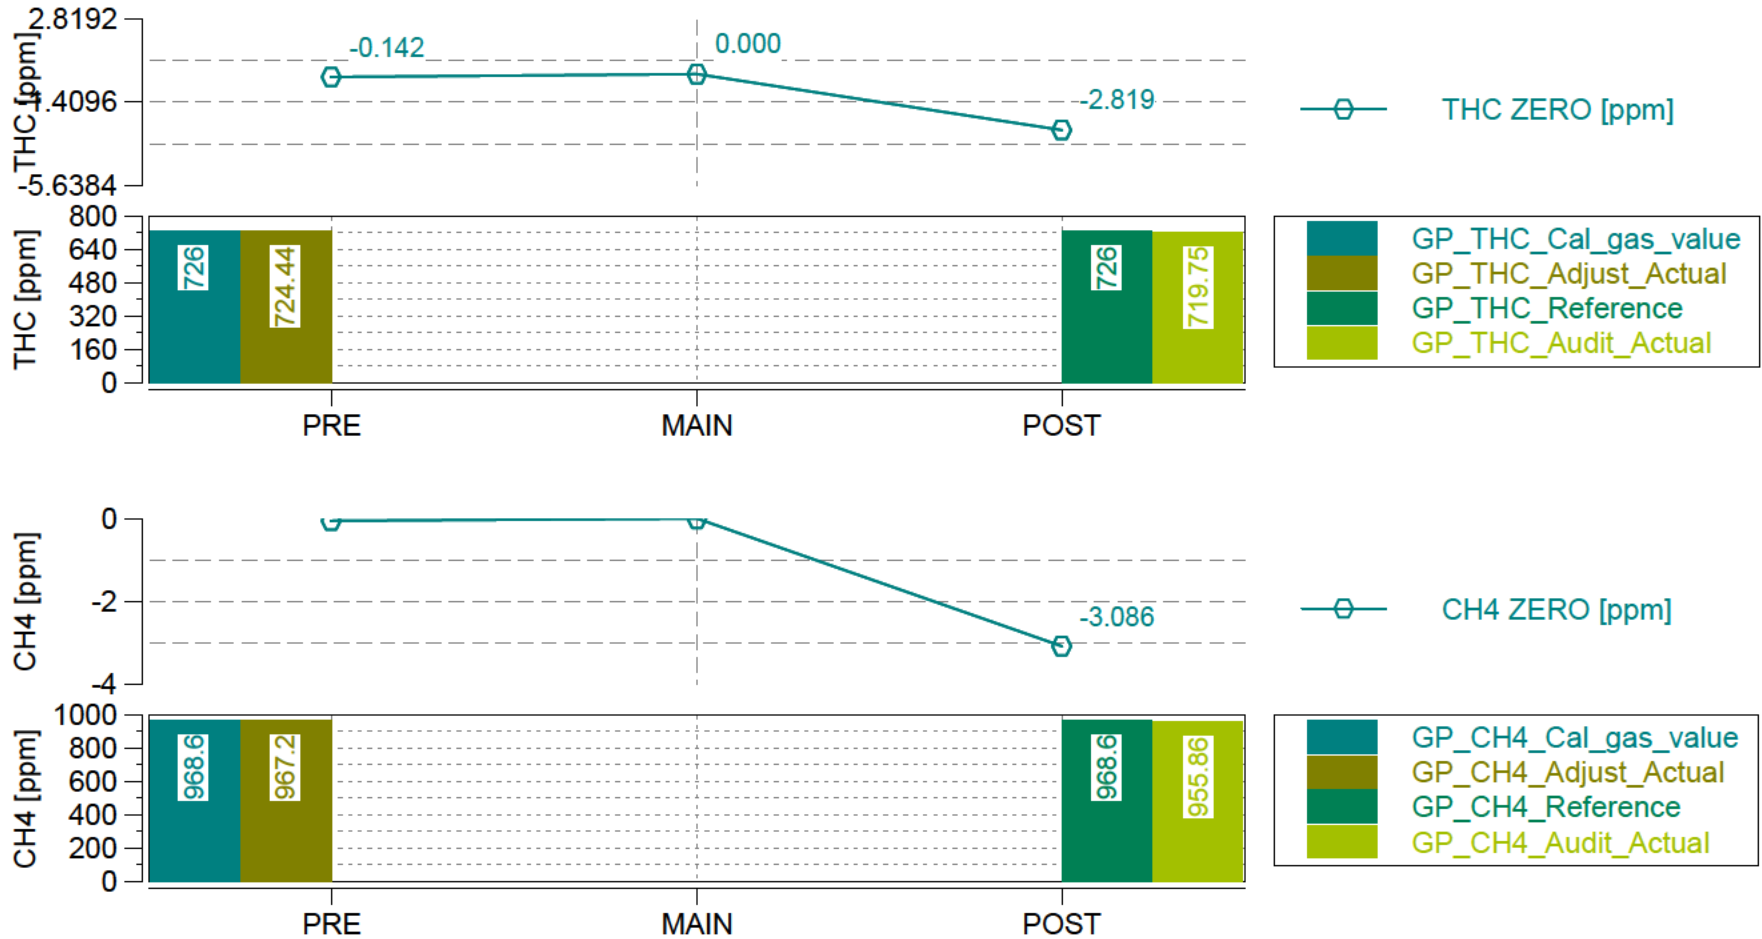 2.8192
-1.4096
-5.6384
THC [ppm]
-0.142
0.000
-2.819
THC ZERO [ppm]
800
640
480
320
160
0
THC [ppm]
726
724.44
726
719.75
GP_THC_Cal_gas_value
GP_THC_Adjust_Actual
GP_THC_Reference
GP_THC_Audit_Actual
PRE MAIN POST
0
-2
-4
CH4 [ppm]
-3.086
CH4 ZERO [ppm]
1000
800
600
400
200
0
CH4 [ppm]
968.6
967.2
968.6
955.86
GP_CH4_Cal_gas_value
GP_CH4_Adjust_Actual
GP_CH4_Reference
GP_CH4_Audit_Actual
PRE MAIN POST